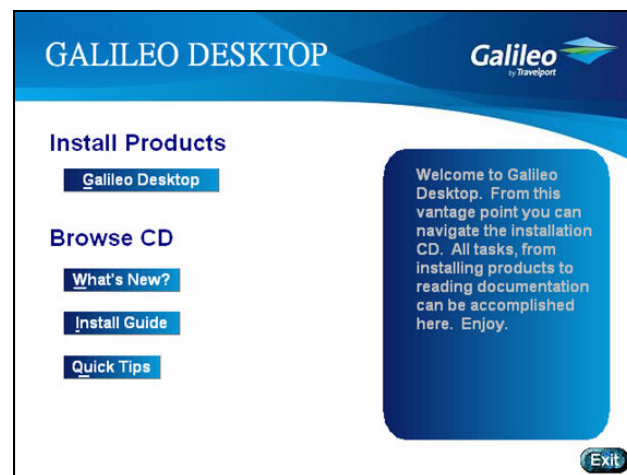 GALILEO DESKTOP
Galileo
by Travelport
Install Products
Galileo Desktop
Browse CD
What's New?
Install Guide
Quick Tips
Welcome to Galileo
Desktop. From this
vantage point you can
navigate the installation
CD. All tasks, from
installing products to
reading documentation
can be accomplished
here. Enjoy.
Exit